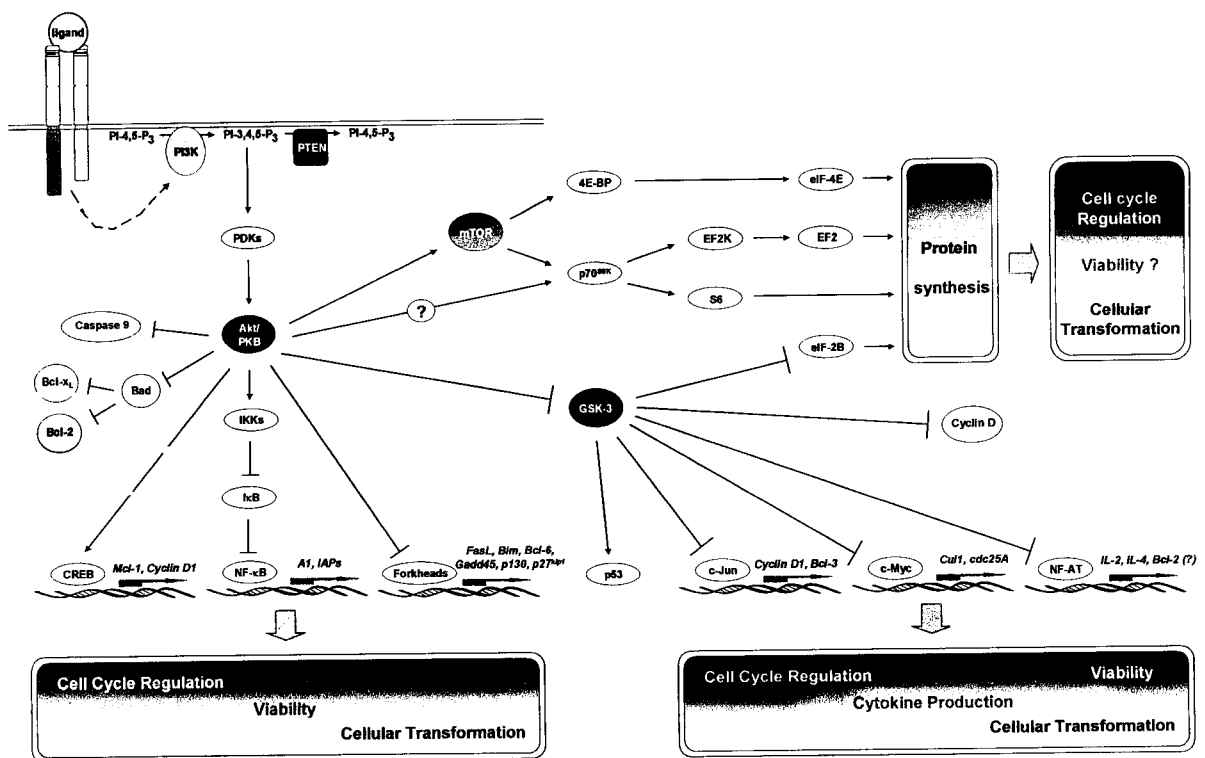 ligand
PI-4,5-P3
PI3K
PI-3,4,5-P3
PTEN
PI-4,5-P3
PDKs
mTOR
4E-BP
eIF-4E
EF2K
EF2
p70S6K
S6
?
Caspase 9
Akt/
PKB
eIF-2B
Protein
synthesis
Cell cycle
Regulation
Viability ?
Cellular
Transformation
Bcl-xL
Bad
Bcl-2
IKKs
GSK-3
Cyclin D
IκB
CREB
Mcl-1, Cyclin D1
NF-κB
A1, IAPs
Forkheads
FasL, Bim, Bcl-6,
Gadd45, p130, p27Kip1
p53
c-Jun
Cyclin D1, Bcl-3
c-Myc
Cul1, cdc25A
NF-AT
IL-2, IL-4, Bcl-2 (?)
Cell Cycle Regulation
Viability
Cellular Transformation
Cell Cycle Regulation
Viability
Cytokine Production
Cellular Transformation